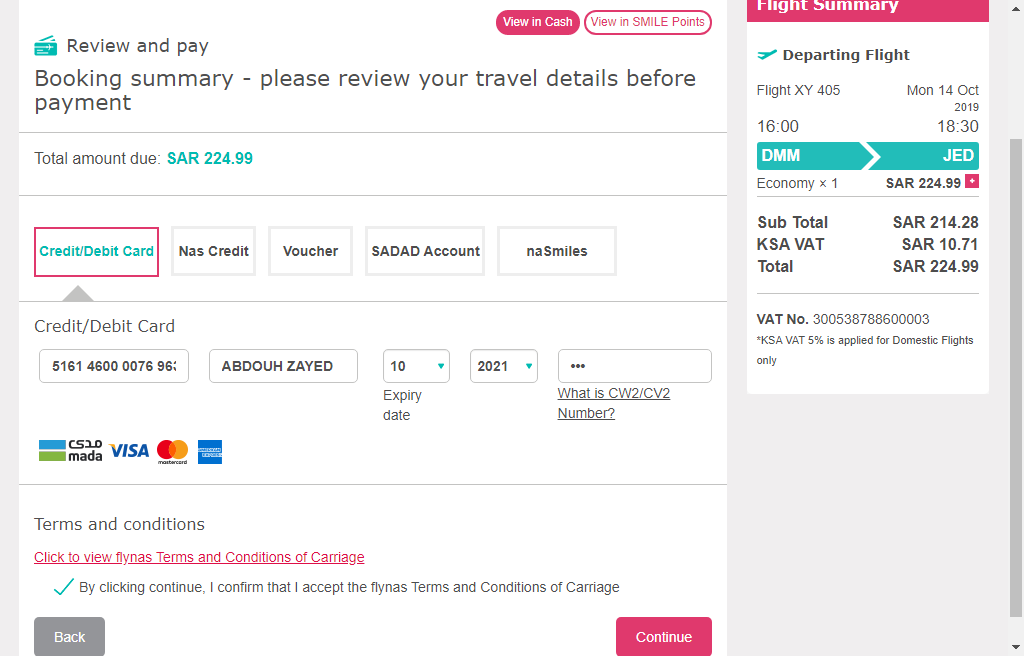 View in Cash
View in SMILE Points
Review and pay
Booking summary - please review your travel details before
payment
Total amount due: SAR 224.99
Credit/Debit Card
Nas Credit
Voucher
SADAD Account
naSmiles
Credit/Debit Card
5161 4600 0076 963
ABDOUH ZAYED
10
2021
•••
Expiry
date
What is CW2/CV2
Number?
مدى
mada
VISA
mastercard
AMERICAN
EXPRESS
Terms and conditions
Click to view flynas Terms and Conditions of Carriage
By clicking continue, I confirm that I accept the flynas Terms and Conditions of Carriage
Back
Continue
Flight Summary
Departing Flight
Flight XY 405 Mon 14 Oct
2019
16:00 18:30
DMM JED
Economy × 1 SAR 224.99 +
Sub Total SAR 214.28
KSA VAT SAR 10.71
Total SAR 224.99
VAT No. 300538788600003
*KSA VAT 5% is applied for Domestic Flights
only